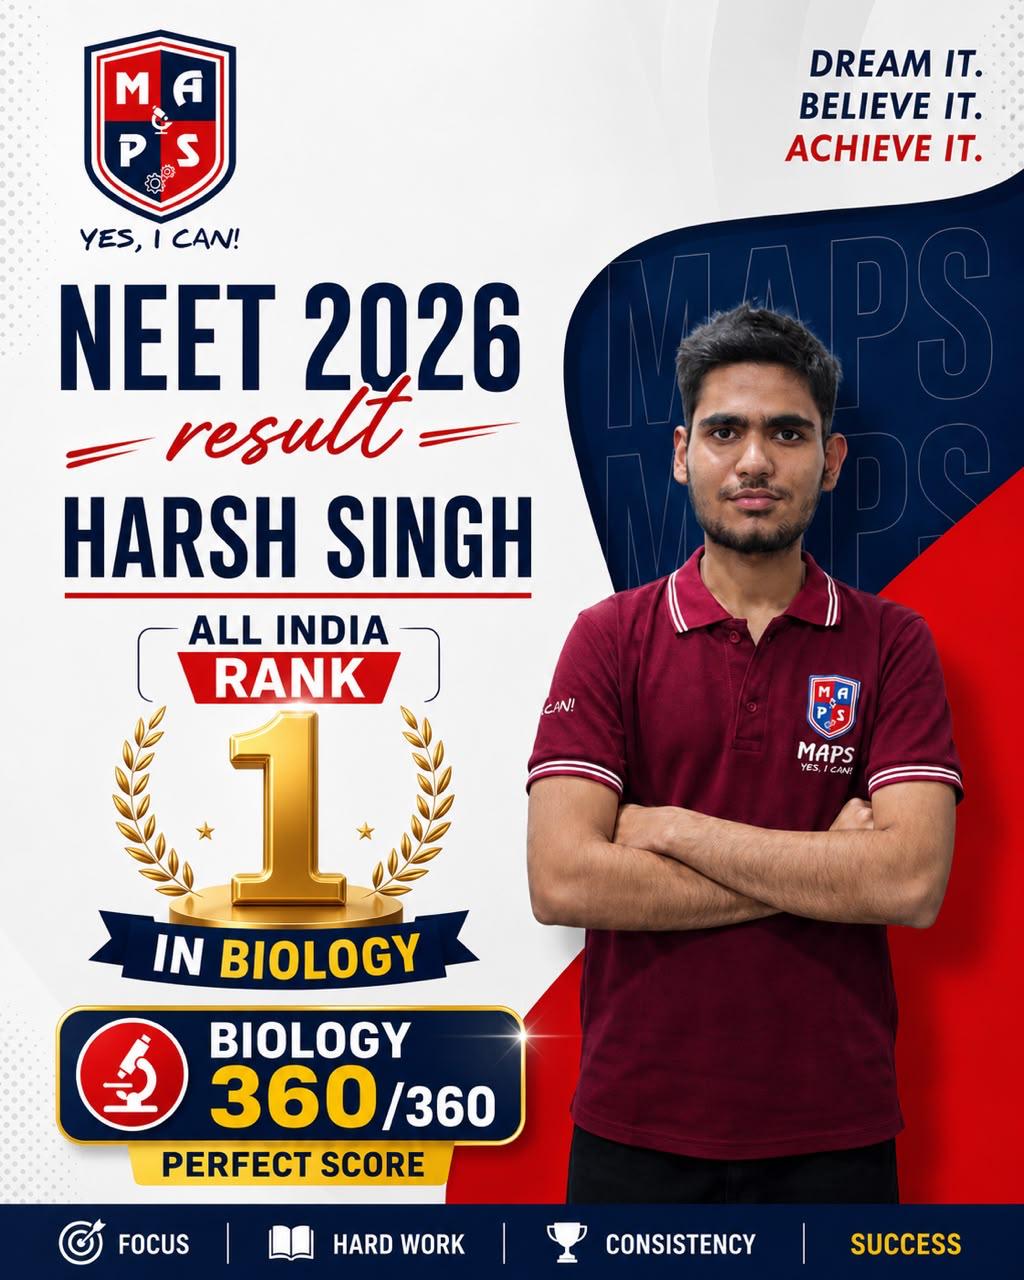 M A
P S
YES, I CAN!
DREAM IT.
BELIEVE IT.
ACHIEVE IT.
MAPS
MAPS
NEET 2026
result
HARSH SINGH
ALL INDIA
RANK
1
IN BIOLOGY
BIOLOGY
360/360
PERFECT SCORE
CAN!
M A
P S
MAPS
YES, I CAN!
FOCUS
HARD WORK
CONSISTENCY
SUCCESS